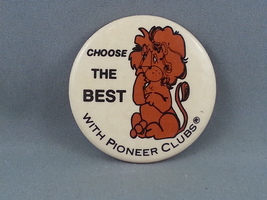 CHOOSE
THE
BEST
WITH PIONEER CLUBS®